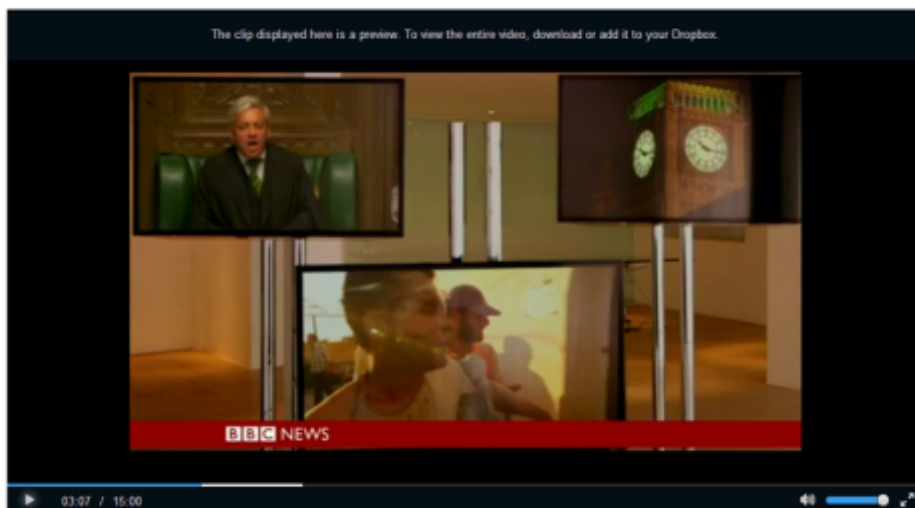 The clip displayed here is a preview. To view the entire video, download or add it to your Dropbox.
BBC NEWS
03:07 / 15:00